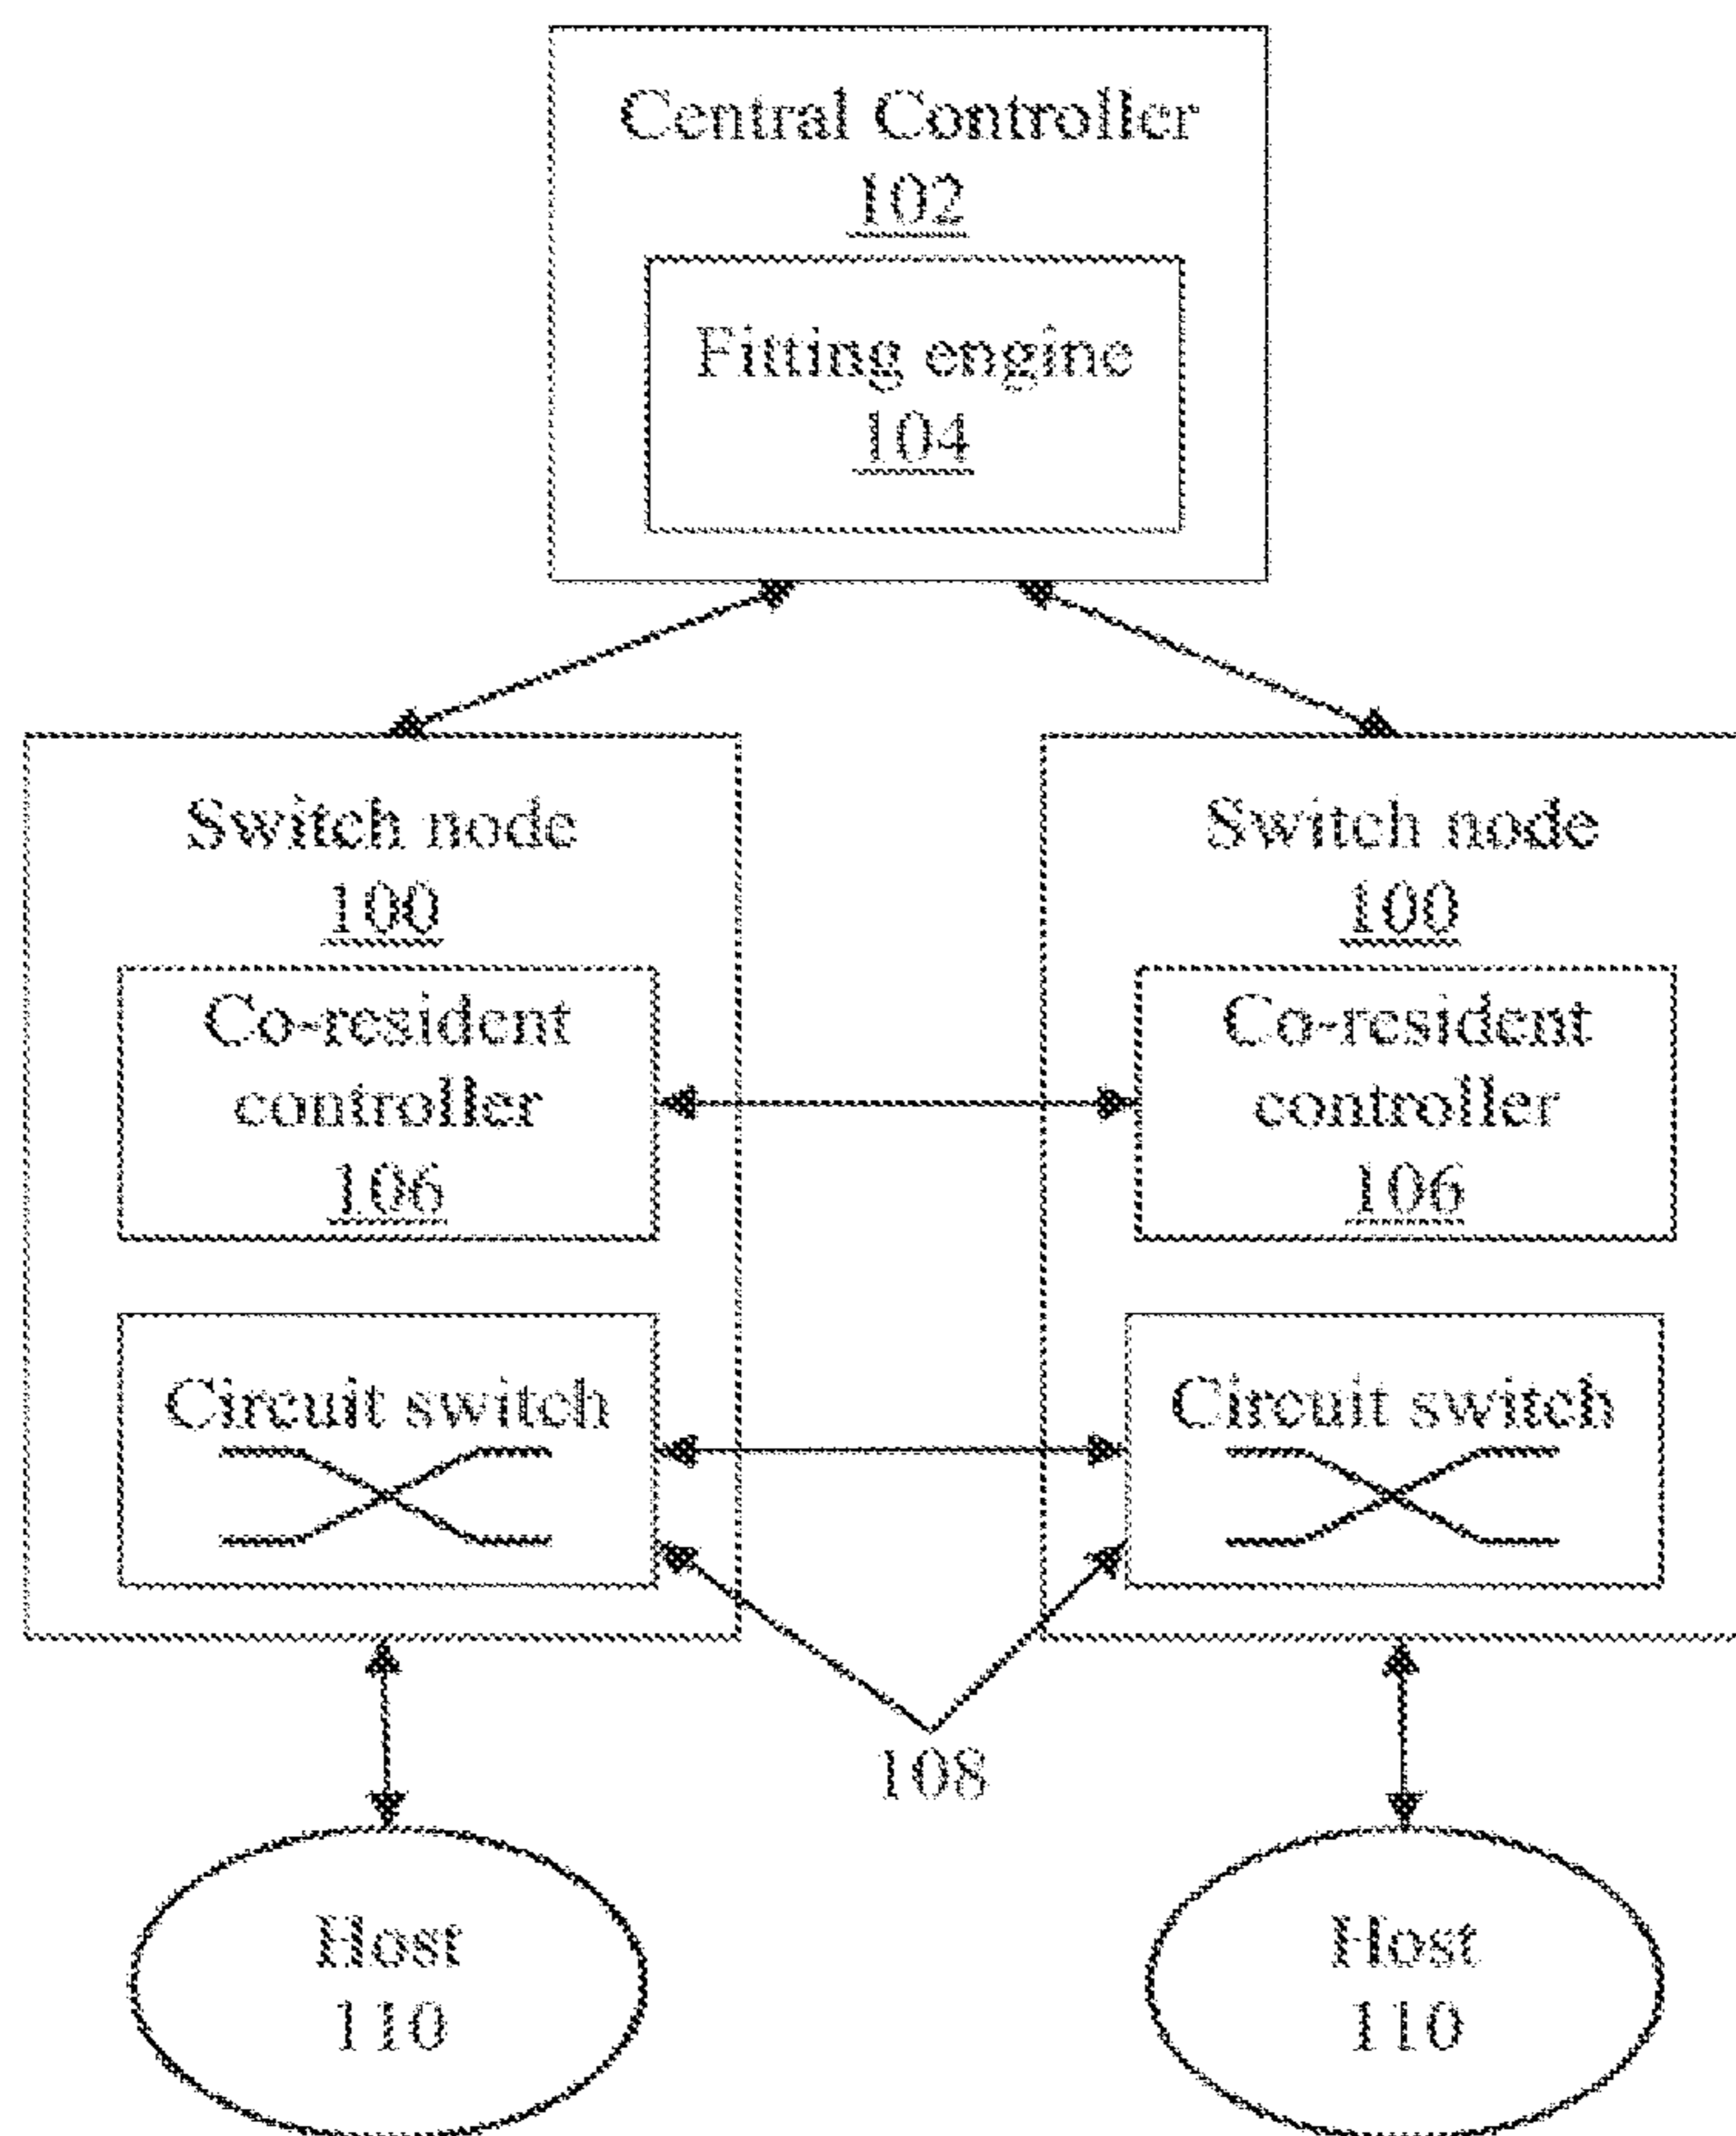 Central Controller
102
Fitting engine
104
Switch node
100
Co-resident
controller
106
Circuit switch
Switch node
100
Co-resident
controller
106
Circuit switch
108
Host
110
Host
110